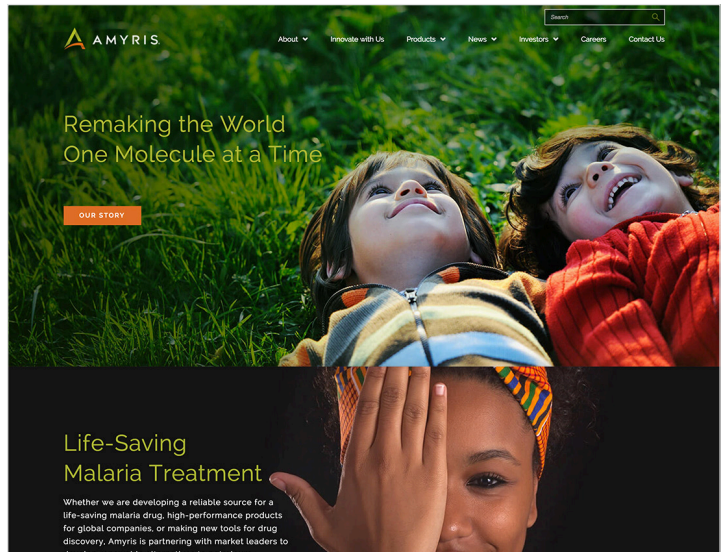 Search
AMYRIS
About Innovate with Us Products News Investors Careers Contact Us
Remaking the World
One Molecule at a Time
OUR STORY
Life-Saving
Malaria Treatment
Whether we are developing a reliable source for a
life-saving malaria drug, high-performance products
for global companies, or making new tools for drug
discovery, Amyris is partnering with market leaders to